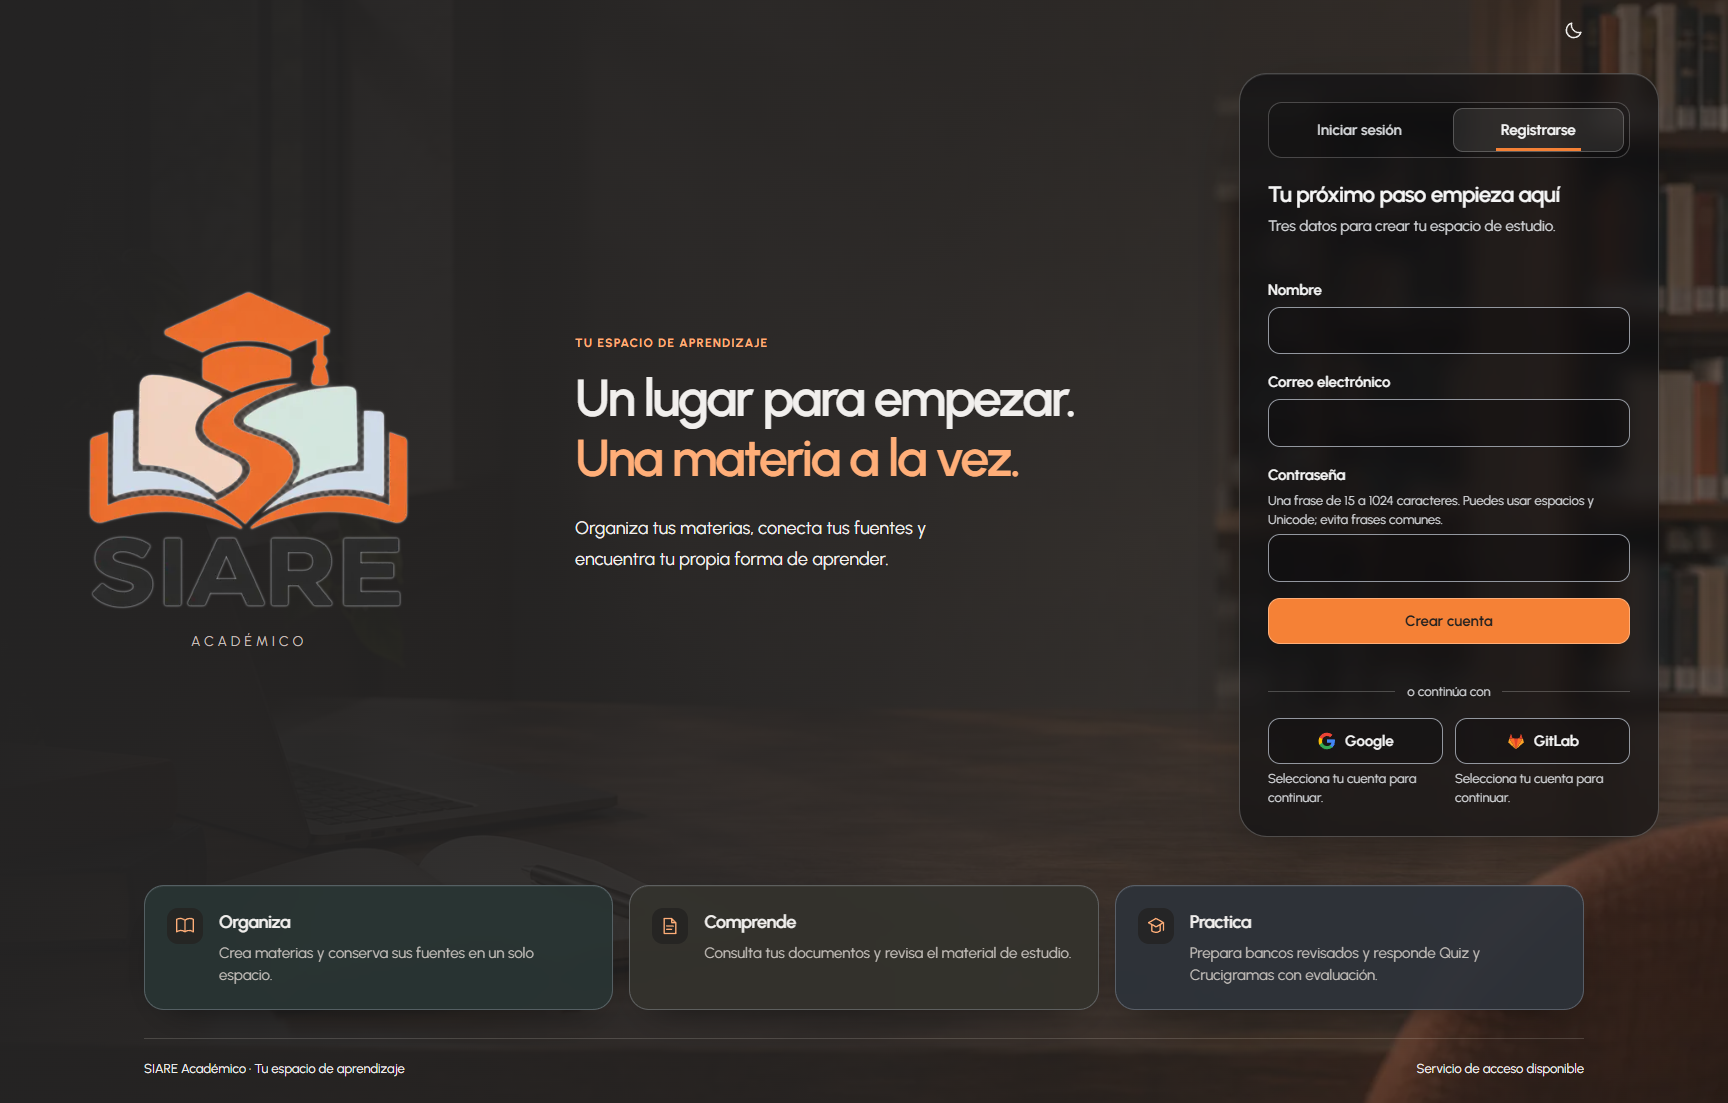 Iniciar sesión
Registrarse
Tu próximo paso empieza aquí
Tres datos para crear tu espacio de estudio.
Nombre
Correo electrónico
Contraseña
Una frase de 15 a 1024 caracteres. Puedes usar espacios y
Unicode; evita frases comunes.
Crear cuenta
o continúa con
Google
GitLab
Selecciona tu cuenta para
continuar.
Selecciona tu cuenta para
continuar.
SIARE
ACADÉMICO
TU ESPACIO DE APRENDIZAJE
Un lugar para empezar.
Una materia a la vez.
Organiza tus materias, conecta tus fuentes y
encuentra tu propia forma de aprender.
Organiza
Crea materias y conserva sus fuentes en un solo
espacio.
Comprende
Consulta tus documentos y revisa el material de estudio.
Practica
Prepara bancos revisados y responde Quiz y
Crucigramas con evaluación.
SIARE Académico · Tu espacio de aprendizaje
Servicio de acceso disponible